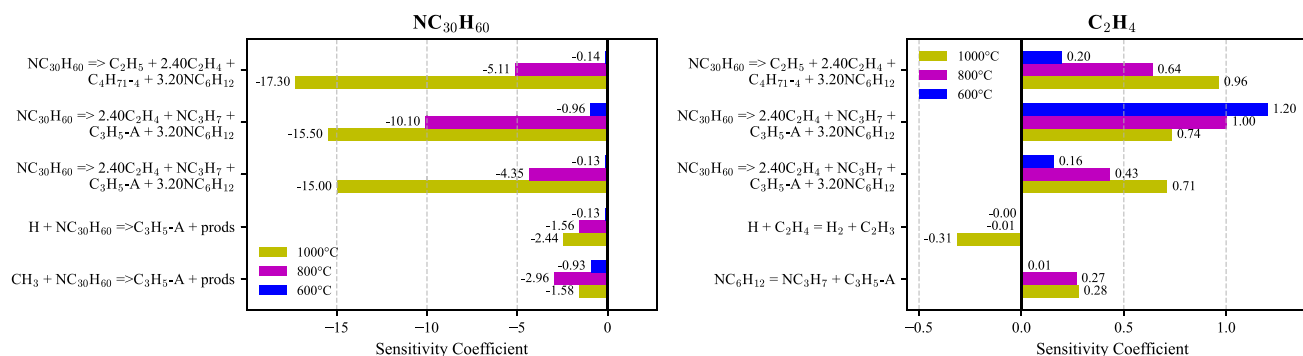 NC30H60
NC30H60 => C2H5 + 2.40C2H4 +
C4H71-4 + 3.20NC6H12
NC30H60 => 2.40C2H4 + NC3H7 +
C3H5-A + 3.20NC6H12
NC30H60 => 2.40C2H4 + NC3H7 +
C3H5-A + 3.20NC6H12
H + NC30H60 =>C3H5-A + prods
CH3 + NC30H60 =>C3H5-A + prods
-0.14
-5.11
-17.30
-0.96
-10.10
-15.50
-0.13
-4.35
-15.00
-0.13
-1.56
-2.44
-0.93
-2.96
-1.58
1000°C
800°C
600°C
−15
−10
−5
0
Sensitivity Coefficient
C2H4
NC30H60 => C2H5 + 2.40C2H4 +
C4H71-4 + 3.20NC6H12
NC30H60 => 2.40C2H4 + NC3H7 +
C3H5-A + 3.20NC6H12
NC30H60 => 2.40C2H4 + NC3H7 +
C3H5-A + 3.20NC6H12
H + C2H4 = H2 + C2H3
NC6H12 = NC3H7 + C3H5-A
1000°C
800°C
600°C
0.20
0.64
0.96
1.20
1.00
0.74
0.16
0.43
0.71
-0.00
-0.01
-0.31
0.01
0.27
0.28
−0.5
0.0
0.5
1.0
Sensitivity Coefficient